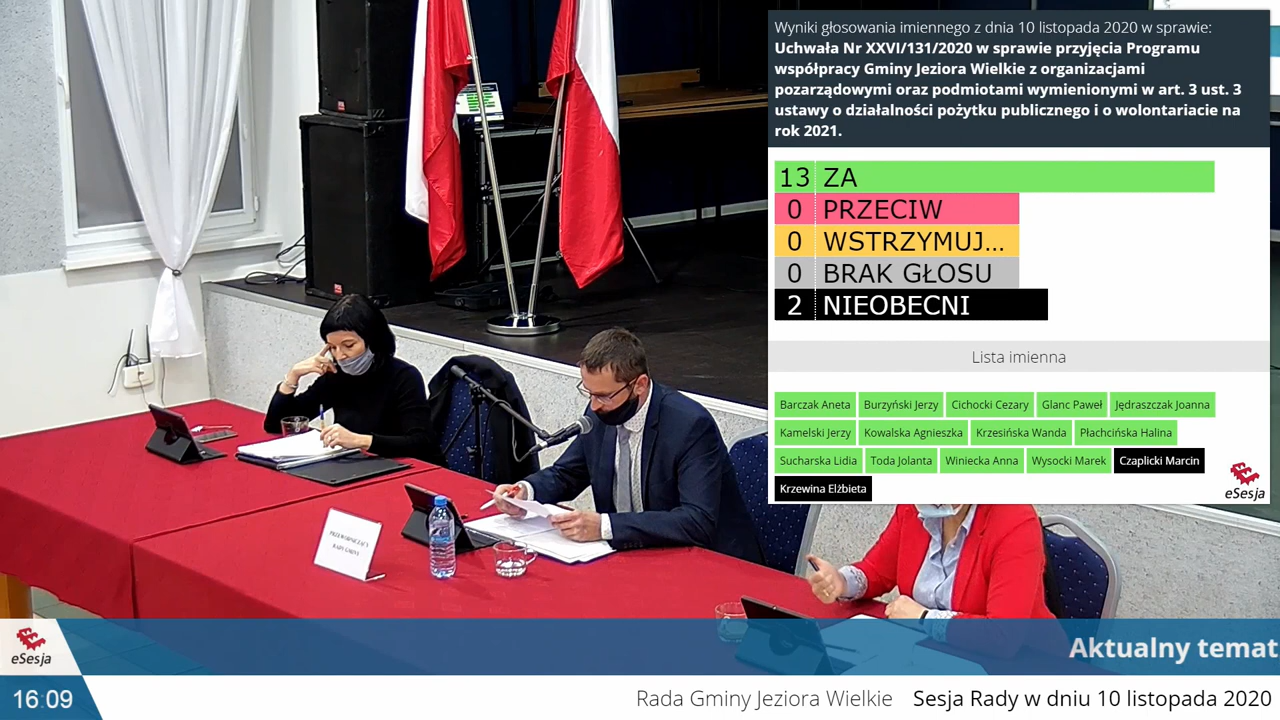 Wyniki głosowania imiennego z dnia 10 listopada 2020 w sprawie:
Uchwała Nr XXVI/131/2020 w sprawie przyjęcia Programu
współpracy Gminy Jeziora Wielkie z organizacjami
pozarządowymi oraz podmiotami wymienionymi w art. 3 ust. 3
ustawy o działalności pożytku publicznego i o wolontariacie na
rok 2021.
13 ZA
0 PRZECIW
0 WSTRZYMUJ...
0 BRAK GŁOSU
2 NIEOBECNI
Lista imienna
Barczak Aneta Burzyński Jerzy Cichocki Cezary Glanc Paweł Jędraszczak Joanna
Kamelski Jerzy Kowalska Agnieszka Krzesińska Wanda Płachcińska Halina
Sucharska Lidia Toda Jolanta Winiecka Anna Wysocki Marek Czaplicki Marcin
Krzewina Elżbieta
eSesja
PRZEWODNICZĄCY
RADY GMINY
eSesja
Aktualny temat
16:09
Rada Gminy Jeziora Wielkie Sesja Rady w dniu 10 listopada 2020